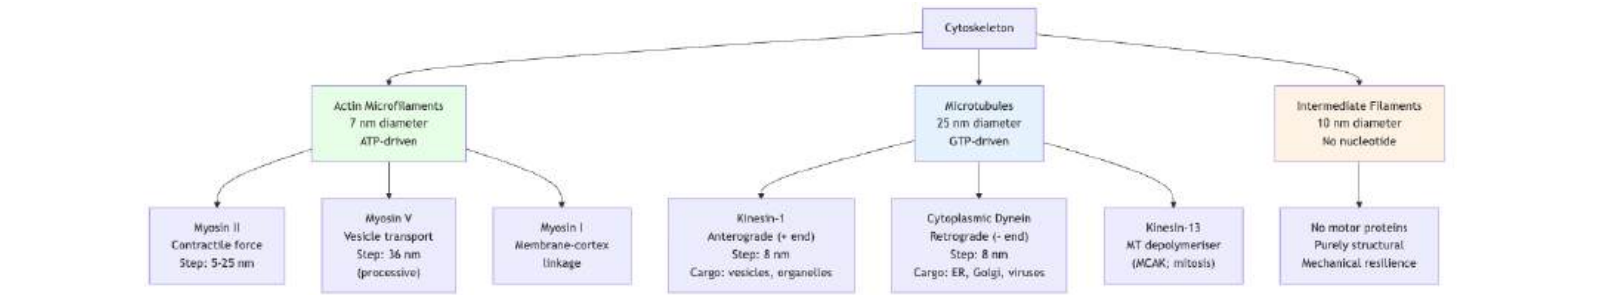 Cytoskeleton
Actin Microfilaments
7 nm diameter
ATP-driven
Microtubules
25 nm diameter
GTP-driven
Intermediate Filaments
10 nm diameter
No nucleotide
Myosin II
Contractile force
Step: 5-25 nm
Myosin V
Vesicle transport
Step: 36 nm
(processive)
Myosin I
Membrane-cortex
linkage
Kinesin-1
Anterograde (+ end)
Step: 8 nm
Cargo: vesicles, organelles
Cytoplasmic Dynein
Retrograde (- end)
Step: 8 nm
Cargo: ER, Golgi, viruses
Kinesin-13
MT depolymeriser
(MCAK; mitosis)
No motor proteins
Purely structural
Mechanical resilience